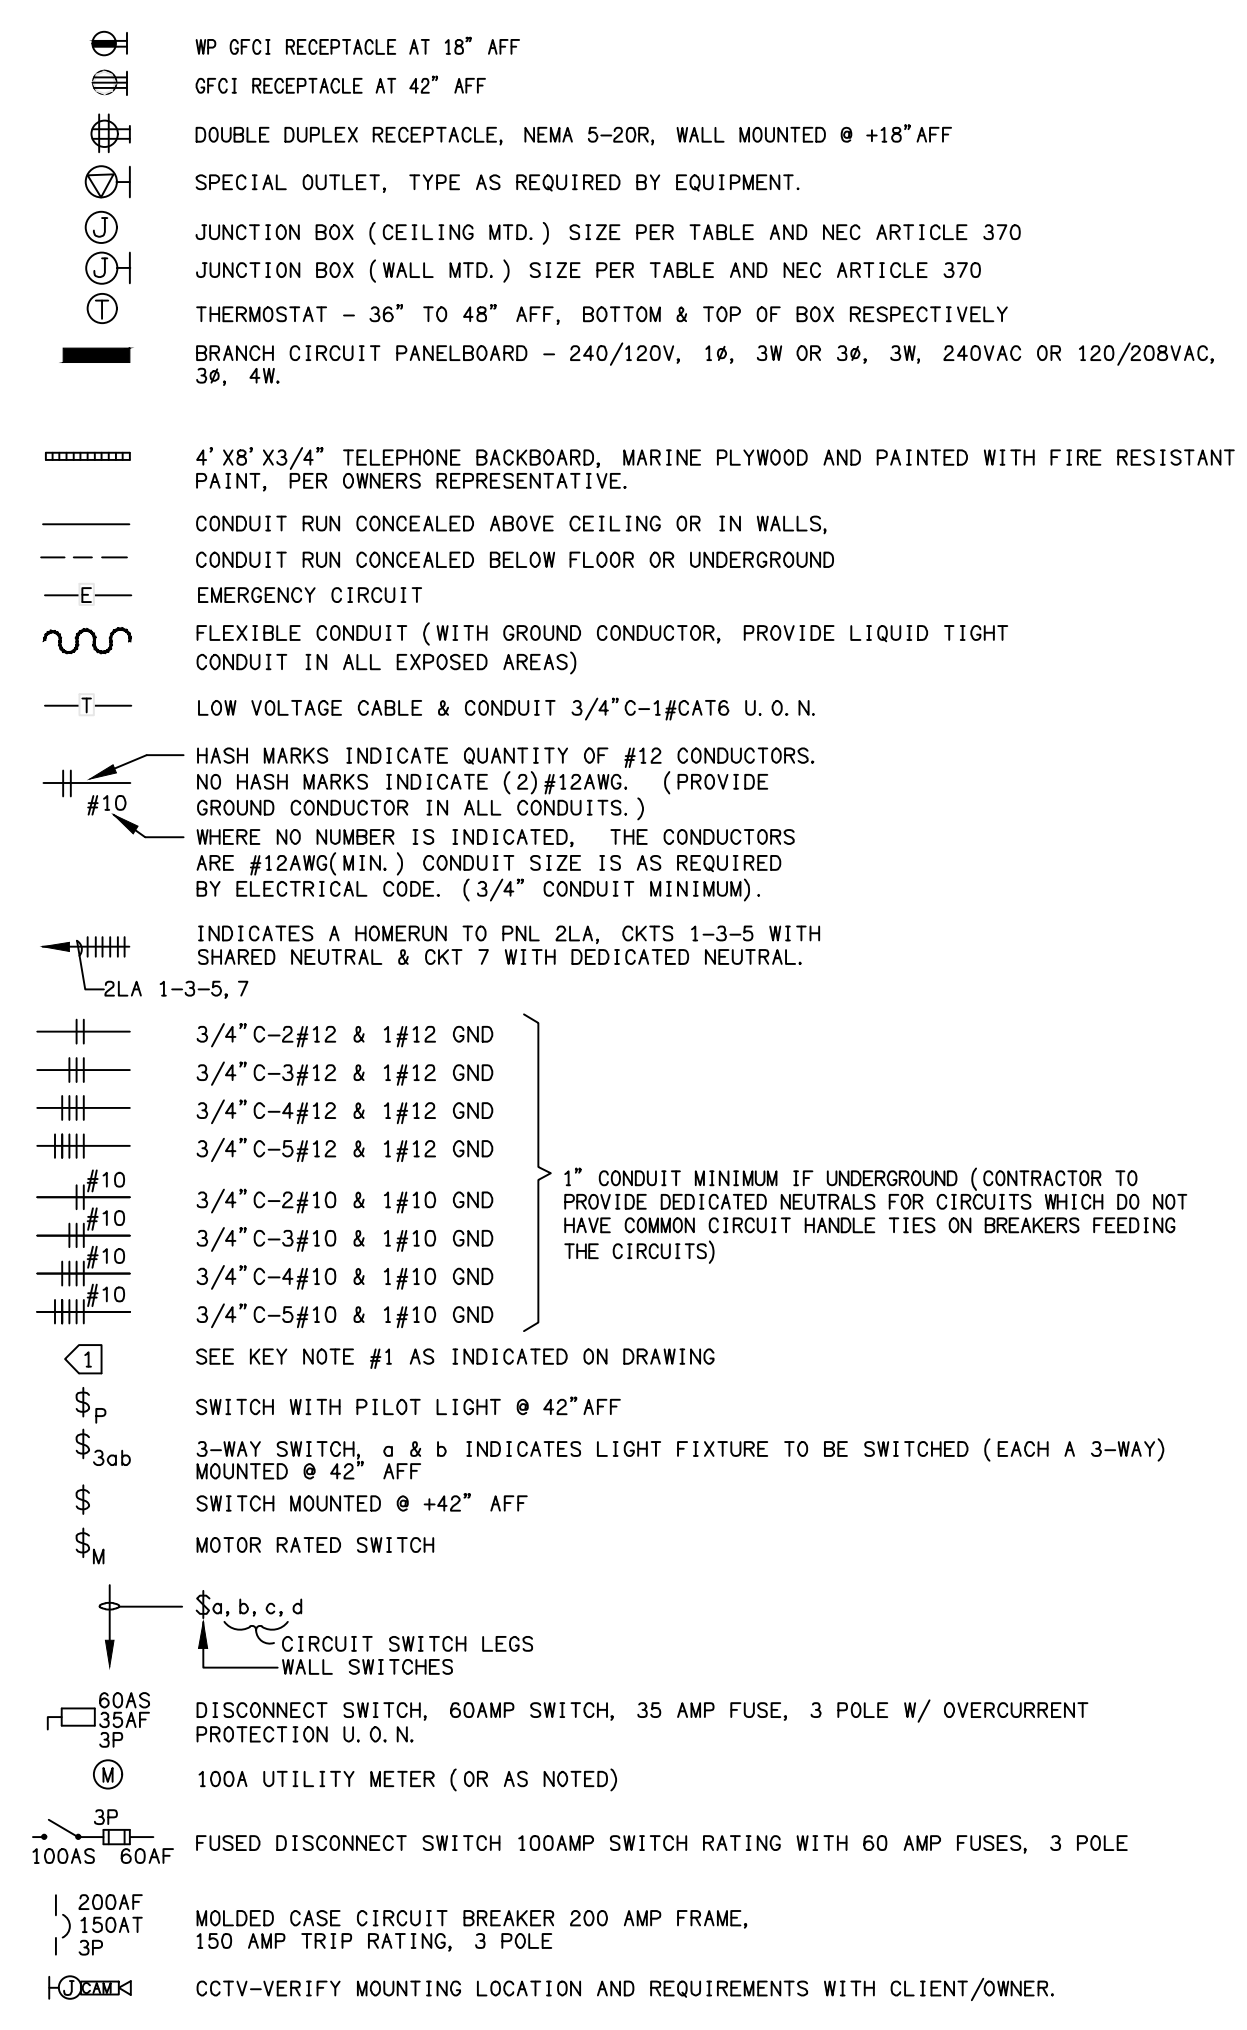 WP GFCI RECEPTACLE AT 18" AFF
GFCI RECEPTACLE AT 42" AFF
DOUBLE DUPLEX RECEPTACLE, NEMA 5-20R, WALL MOUNTED @ +18"AFF
SPECIAL OUTLET, TYPE AS REQUIRED BY EQUIPMENT.
J JUNCTION BOX (CEILING MTD.) SIZE PER TABLE AND NEC ARTICLE 370
J JUNCTION BOX (WALL MTD.) SIZE PER TABLE AND NEC ARTICLE 370
T THERMOSTAT - 36" TO 48" AFF, BOTTOM & TOP OF BOX RESPECTIVELY
BRANCH CIRCUIT PANELBOARD - 240/120V, 1ø, 3W OR 3ø, 3W, 240VAC OR 120/208VAC,
3ø, 4W.
4'X8'X3/4" TELEPHONE BACKBOARD, MARINE PLYWOOD AND PAINTED WITH FIRE RESISTANT
PAINT, PER OWNERS REPRESENTATIVE.
CONDUIT RUN CONCEALED ABOVE CEILING OR IN WALLS,
CONDUIT RUN CONCEALED BELOW FLOOR OR UNDERGROUND
E EMERGENCY CIRCUIT
FLEXIBLE CONDUIT (WITH GROUND CONDUCTOR, PROVIDE LIQUID TIGHT
CONDUIT IN ALL EXPOSED AREAS)
T LOW VOLTAGE CABLE & CONDUIT 3/4"C-1#CAT6 U.O.N.
HASH MARKS INDICATE QUANTITY OF #12 CONDUCTORS.
NO HASH MARKS INDICATE (2)#12AWG. (PROVIDE
GROUND CONDUCTOR IN ALL CONDUITS.)
#10
WHERE NO NUMBER IS INDICATED, THE CONDUCTORS
ARE #12AWG(MIN.) CONDUIT SIZE IS AS REQUIRED
BY ELECTRICAL CODE. (3/4" CONDUIT MINIMUM).
INDICATES A HOMERUN TO PNL 2LA, CKTS 1-3-5 WITH
SHARED NEUTRAL & CKT 7 WITH DEDICATED NEUTRAL.
2LA 1-3-5,7
3/4"C-2#12 & 1#12 GND
3/4"C-3#12 & 1#12 GND
3/4"C-4#12 & 1#12 GND
3/4"C-5#12 & 1#12 GND
#10 3/4"C-2#10 & 1#10 GND
#10 3/4"C-3#10 & 1#10 GND
#10 3/4"C-4#10 & 1#10 GND
#10 3/4"C-5#10 & 1#10 GND
1" CONDUIT MINIMUM IF UNDERGROUND (CONTRACTOR TO
PROVIDE DEDICATED NEUTRALS FOR CIRCUITS WHICH DO NOT
HAVE COMMON CIRCUIT HANDLE TIES ON BREAKERS FEEDING
THE CIRCUITS)
1 SEE KEY NOTE #1 AS INDICATED ON DRAWING
$P SWITCH WITH PILOT LIGHT @ 42"AFF
$3ab 3-WAY SWITCH, a & b INDICATES LIGHT FIXTURE TO BE SWITCHED (EACH A 3-WAY)
MOUNTED @ 42" AFF
$ SWITCH MOUNTED @ +42" AFF
$M MOTOR RATED SWITCH
$a,b,c,d
CIRCUIT SWITCH LEGS
WALL SWITCHES
60AS
35AF
3P
DISCONNECT SWITCH, 60AMP SWITCH, 35 AMP FUSE, 3 POLE W/ OVERCURRENT
PROTECTION U.O.N.
M 100A UTILITY METER (OR AS NOTED)
3P
100AS 60AF
FUSED DISCONNECT SWITCH 100AMP SWITCH RATING WITH 60 AMP FUSES, 3 POLE
200AF
150AT
3P
MOLDED CASE CIRCUIT BREAKER 200 AMP FRAME,
150 AMP TRIP RATING, 3 POLE
J CAM CCTV-VERIFY MOUNTING LOCATION AND REQUIREMENTS WITH CLIENT/OWNER.